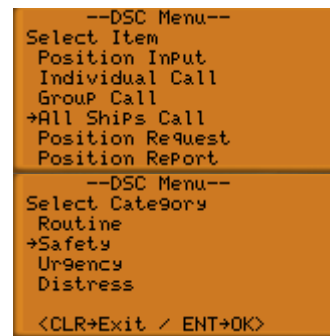 --DSC Menu--
Select Item
Position Input
Individual Call
Group Call
→All Ships Call
Position Request
Position Report
--DSC Menu--
Select Category
Routine
→Safety
Urgency
Distress
<CLR→Exit / ENT→OK>